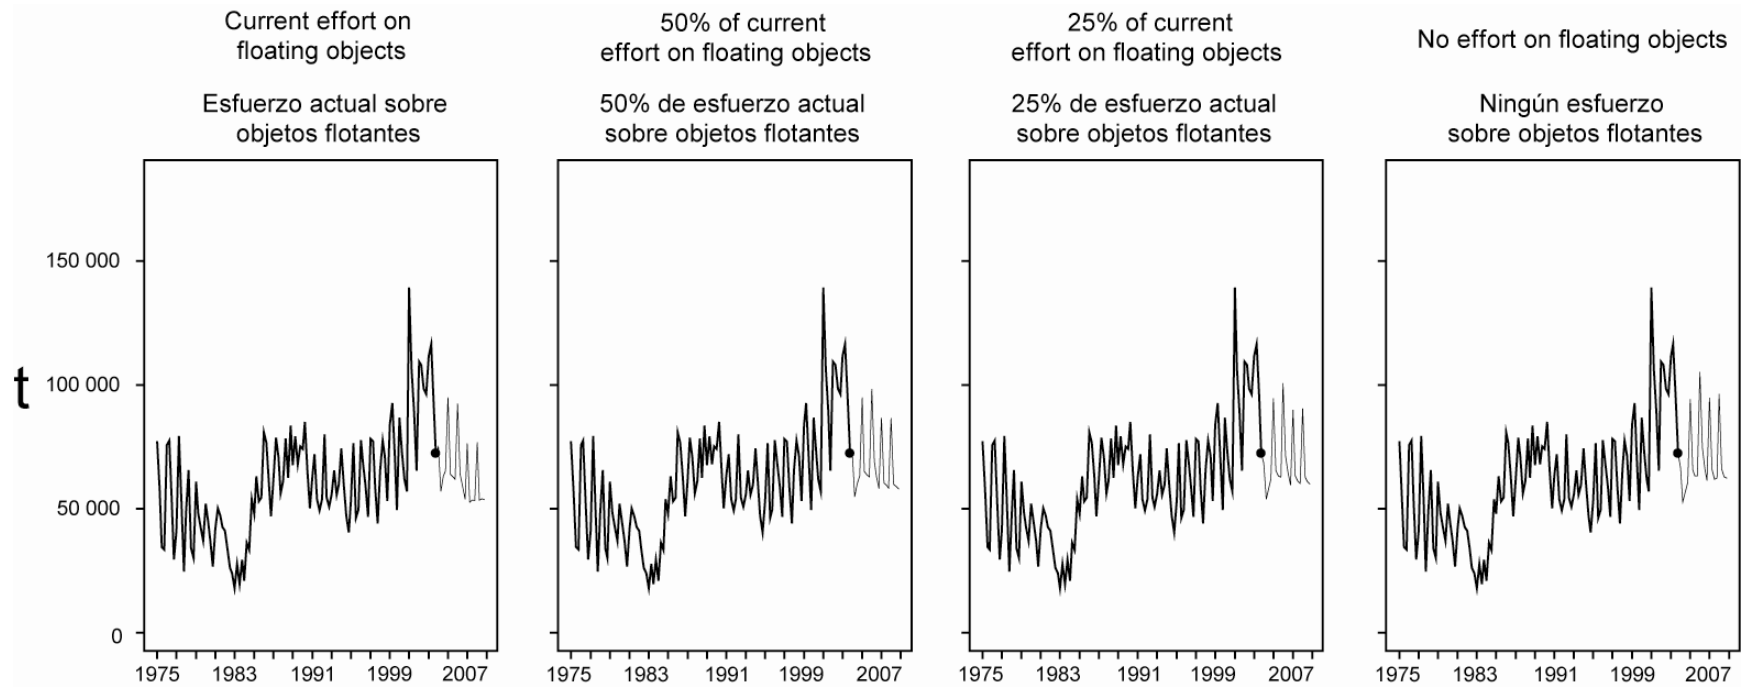 Current effort on
floating objects
Esfuerzo actual sobre
objetos flotantes
50% of current
effort on floating objects
50% de esfuerzo actual
sobre objetos flotantes
25% of current
effort on floating objects
25% de esfuerzo actual
sobre objetos flotantes
No effort on floating objects
Ningún esfuerzo
sobre objetos flotantes
t
150 000
100 000
50 000
0
1975 1983 1991 1999 2007
1975 1983 1991 1999 2007
1975 1983 1991 1999 2007
1975 1983 1991 1999 2007